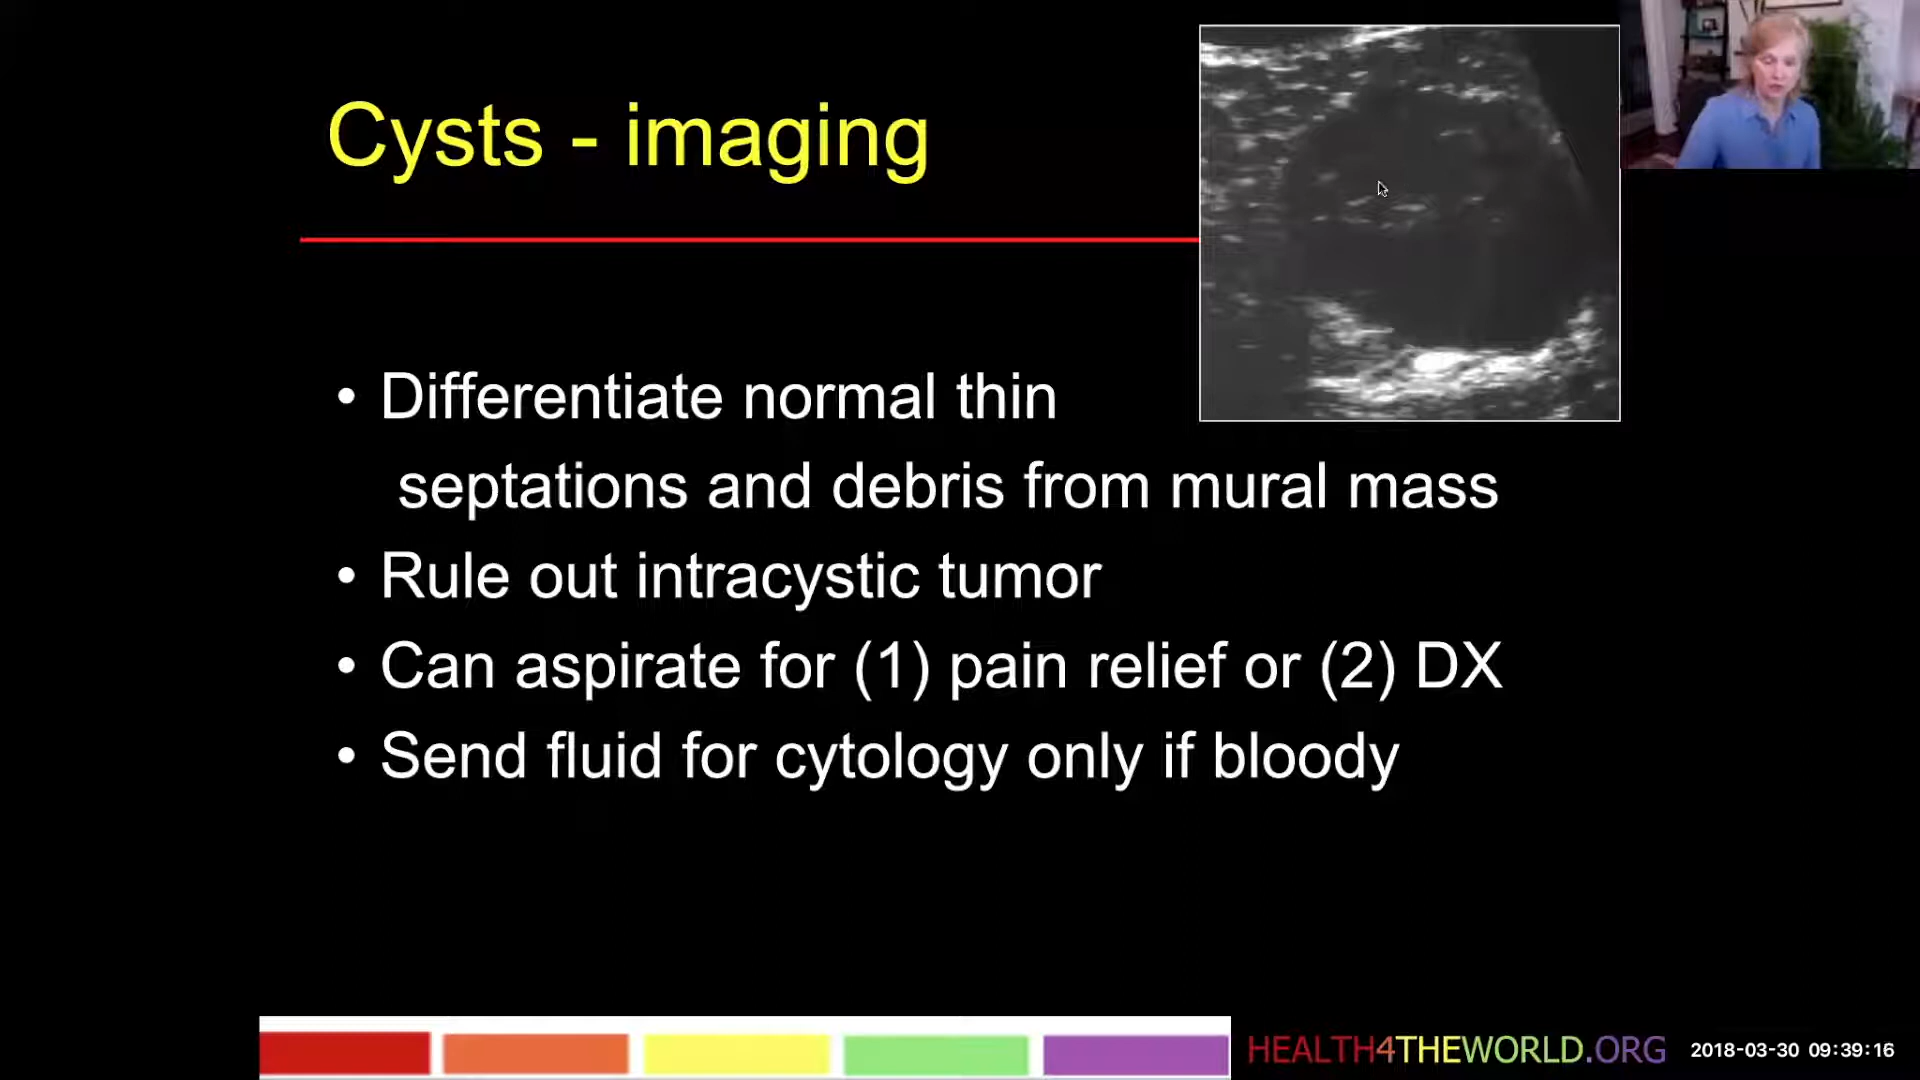 Cysts - imaging
• Differentiate normal thin
septations and debris from mural mass
• Rule out intracystic tumor
• Can aspirate for (1) pain relief or (2) DX
• Send fluid for cytology only if bloody
HEALTH4THEWORLD.ORG
2018-03-30 09:39:16